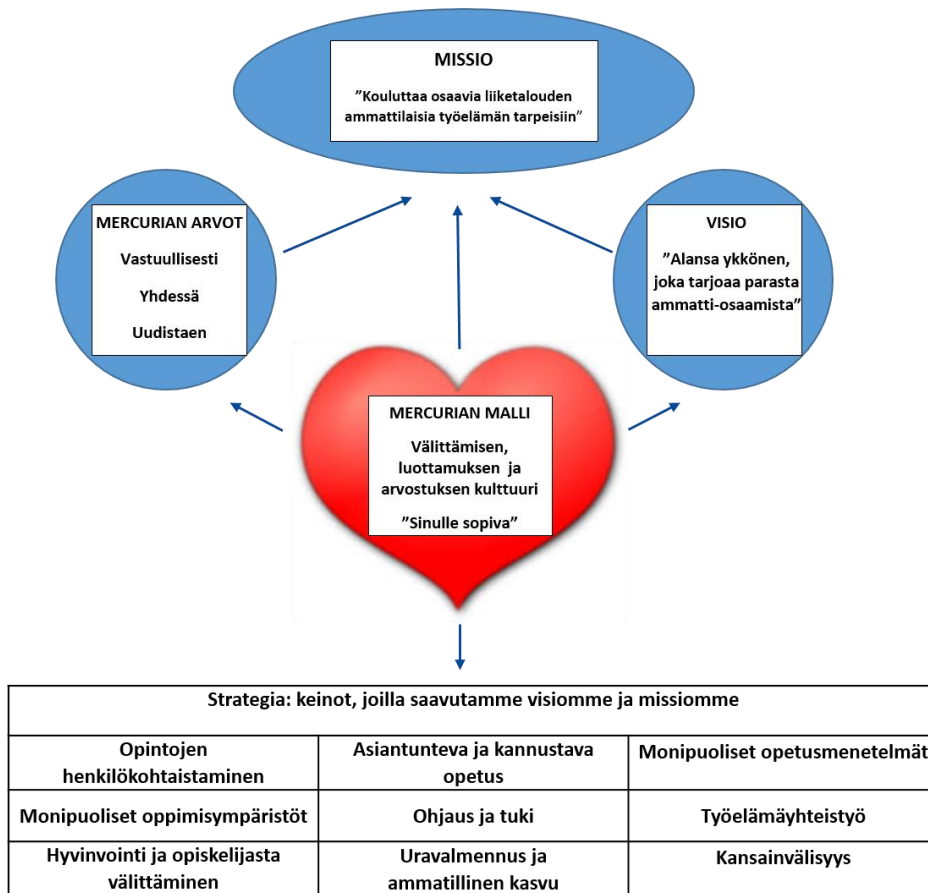 MISSIO
”Kouluttaa osaavia liiketalouden
ammattilaisia työelämän tarpeisiin”
MERCURIAN ARVOT
Vastuullisesti
Yhdessä
Uudistaen
VISIO
”Alansa ykkönen,
joka tarjoaa parasta
ammatti-osaamista”
MERCURIAN MALLI
Välittämisen,
luottamuksen ja
arvostuksen kulttuuri
”Sinulle sopiva”
Strategia: keinot, joilla saavutamme visiomme ja missiomme
Opintojen
henkilökohtaistaminen
Asiantunteva ja kannustava
opetus
Monipuoliset opetusmenetelmät
Monipuoliset oppimisympäristöt
Ohjaus ja tuki
Työelämäyhteistyö
Hyvinvointi ja opiskelijasta
välittäminen
Uravalmennus ja
ammatillinen kasvu
Kansainvälisyys